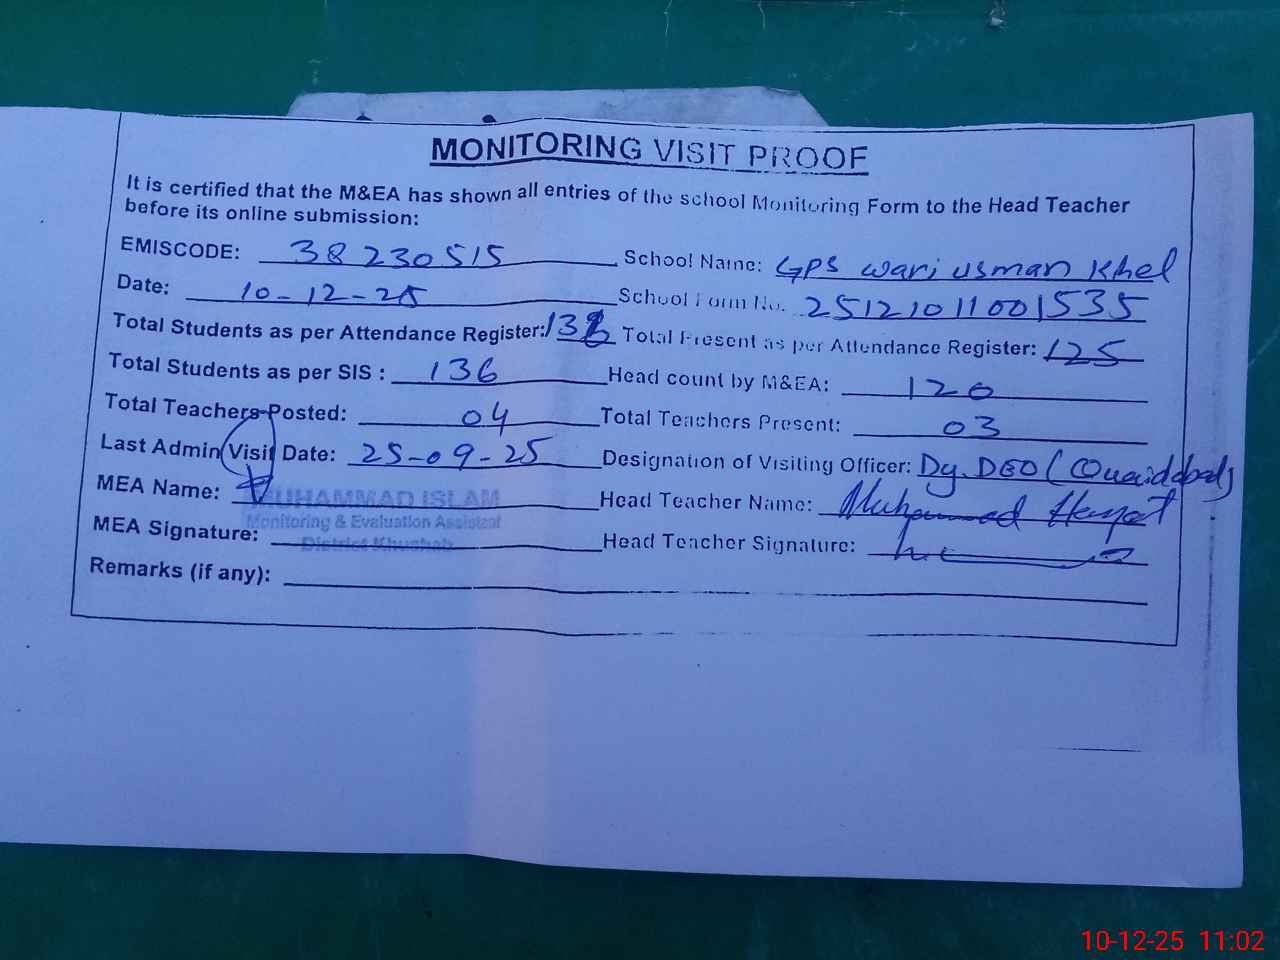 MONITORING VISIT PROOF
It is certified that the M&EA has shown all entries of the school Monitoring Form to the Head Teacher
before its online submission:
EMISCODE: 38230515 School Name: GPS wari usman Khel
Date: 10-12-25 School Form No. 25121011001535
Total Students as per Attendance Register: 136 Total Present as per Attendance Register: 125
Total Students as per SIS : 136 Head count by M&EA: 120
Total Teachers Posted: 04 Total Teachers Present: 03
Last Admin Visit Date: 25-09-25 Designation of Visiting Officer: Dy. DEO (Quaidabad)
MEA Name: MUHAMMAD ISLAM Head Teacher Name: Muhammad Hayat
Monitoring & Evaluation Assistant
MEA Signature: District Khushab Head Teacher Signature:
Remarks (if any):
10-12-25 11:02